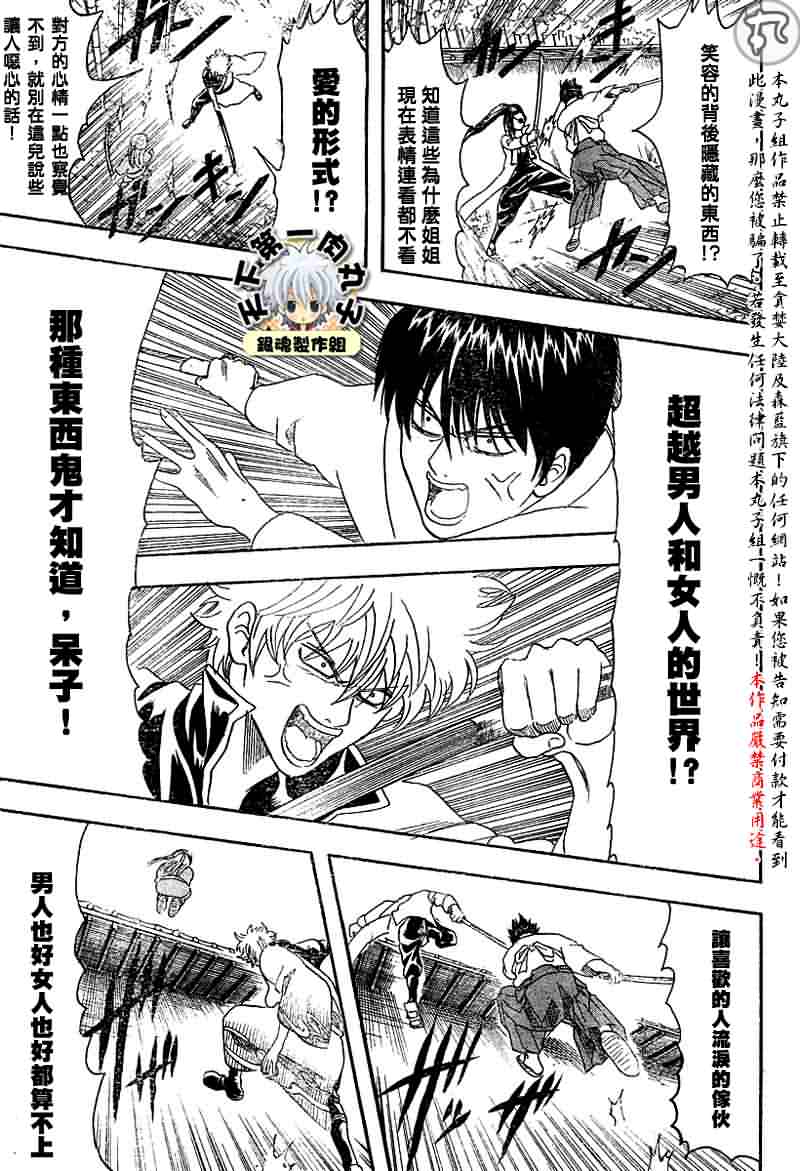 丸
本丸子組作品禁止轉載至貪婪大陸及森藍旗下的任何網站！如果您被告知需要付款才能看到
此漫畫，那麼您被騙了。若發生任何法律問題本丸子組一慨不負責！本作品嚴禁商業用途。
笑容的背後隱藏的東西!?
知道這些為什麼姐姐
現在表情連看都不看
愛的形式!?
對方的心情一點也察覺
不到，就別在這兒說些
讓人噁心的話！
天下第一肉丸子
銀魂製作組
超越男人和女人的世界!?
那種東西鬼才知道，呆子！
讓喜歡的人流淚的傢伙
男人也好女人也好都算不上